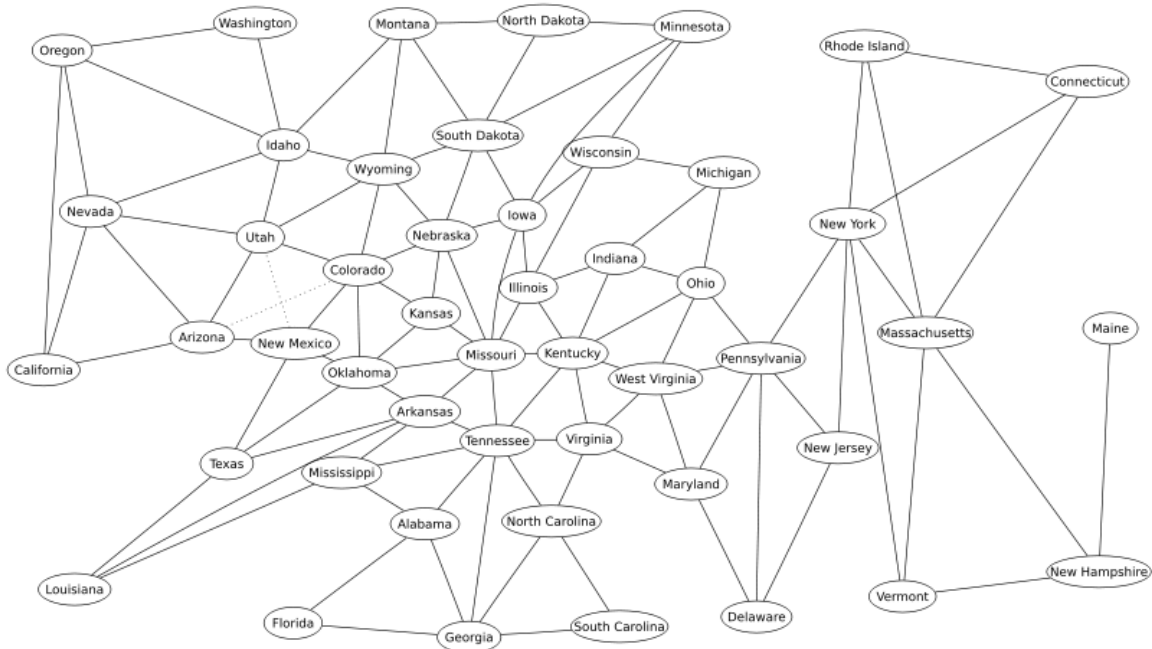 Washington
Montana
North Dakota
Minnesota
Oregon
Rhode Island
Connecticut
South Dakota
Idaho
Wisconsin
Wyoming
Michigan
Nevada
Iowa
New York
Utah
Nebraska
Indiana
Colorado
Illinois
Ohio
Kansas
Arizona
New Mexico
Massachusetts
Maine
Missouri
Kentucky
Pennsylvania
California
Oklahoma
West Virginia
Arkansas
Tennessee
Virginia
New Jersey
Texas
Mississippi
Maryland
Alabama
North Carolina
Louisiana
New Hampshire
Vermont
Florida
Georgia
South Carolina
Delaware